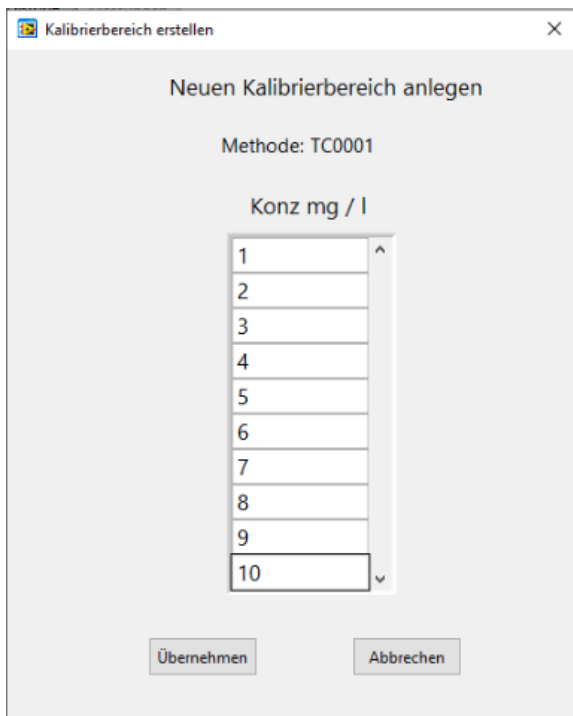 Kalibrierbereich erstellen
Neuen Kalibrierbereich anlegen
Methode: TC0001
Konz mg / l
1
2
3
4
5
6
7
8
9
10
Übernehmen Abbrechen